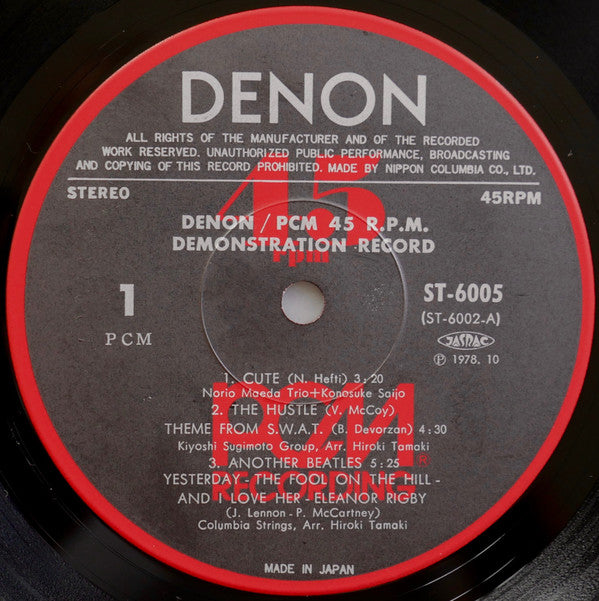 DENON
ALL RIGHTS OF THE MANUFACTURER AND OF THE RECORDED
WORK RESERVED. UNAUTHORIZED PUBLIC PERFORMANCE, BROADCASTING
AND COPYING OF THIS RECORD PROHIBITED. MADE BY NIPPON COLUMBIA CO., LTD.
STEREO 45RPM
45
rpm
DENON / PCM 45 R.P.M.
DEMONSTRATION RECORD
1
PCM
ST-6005
(ST-6002-A)
JASRAC
℗ 1978. 10
1. CUTE (N. Hefti) 3:20
Norio Maeda Trio+Konosuke Saijo
2. THE HUSTLE (V. McCoy)
THEME FROM S.W.A.T. (B. Devorzan) 4:30
Kiyoshi Sugimoto Group, Arr. Hiroki Tamaki
3. ANOTHER BEATLES 5:25
YESTERDAY - THE FOOL ON THE HILL -
AND I LOVE HER - ELEANOR RIGBY
(J. Lennon - P. McCartney)
Columbia Strings, Arr. Hiroki Tamaki
PCM ®
RECORDING
MADE IN JAPAN